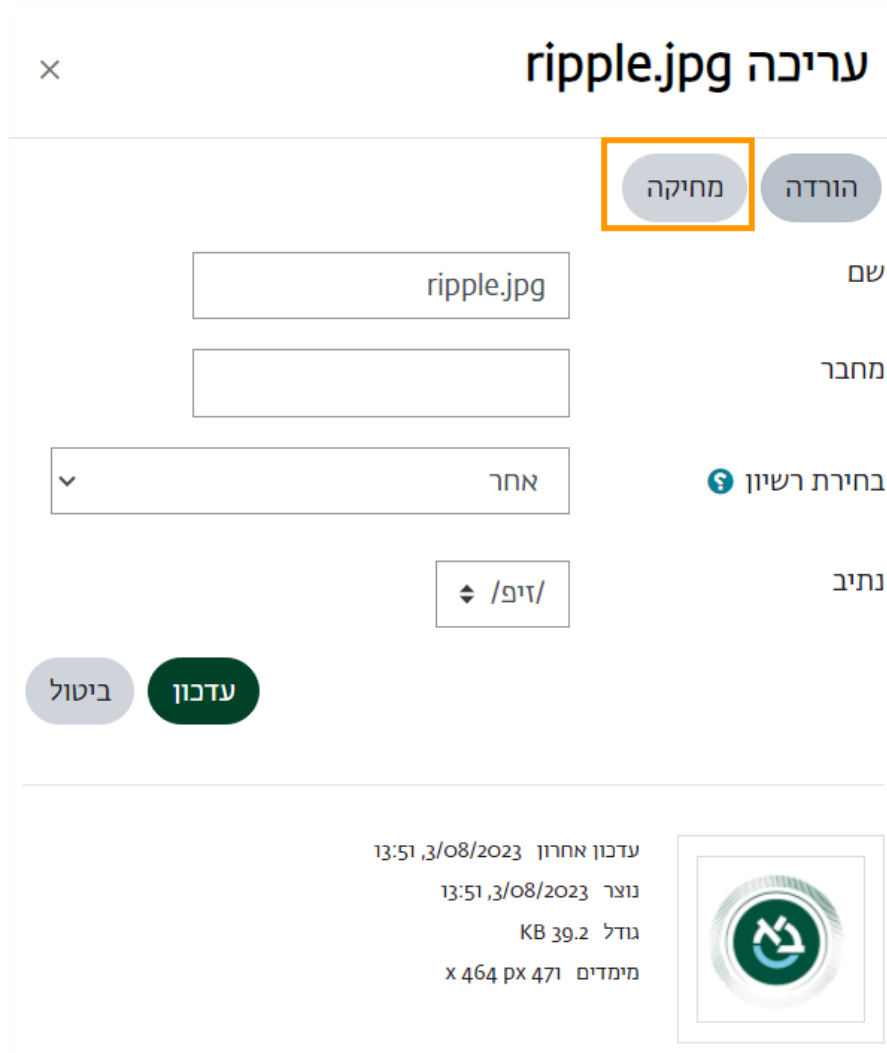 עריכה ripple.jpg
הורדה מחיקה
שם ripple.jpg
מחבר
בחירת רשיון אחר
נתיב /זיפ/
עדכון ביטול
עדכון אחרון 3/08/2023, 13:51
נוצר 3/08/2023, 13:51
גודל 39.2 KB
מימדים 471 x 464 px
בא